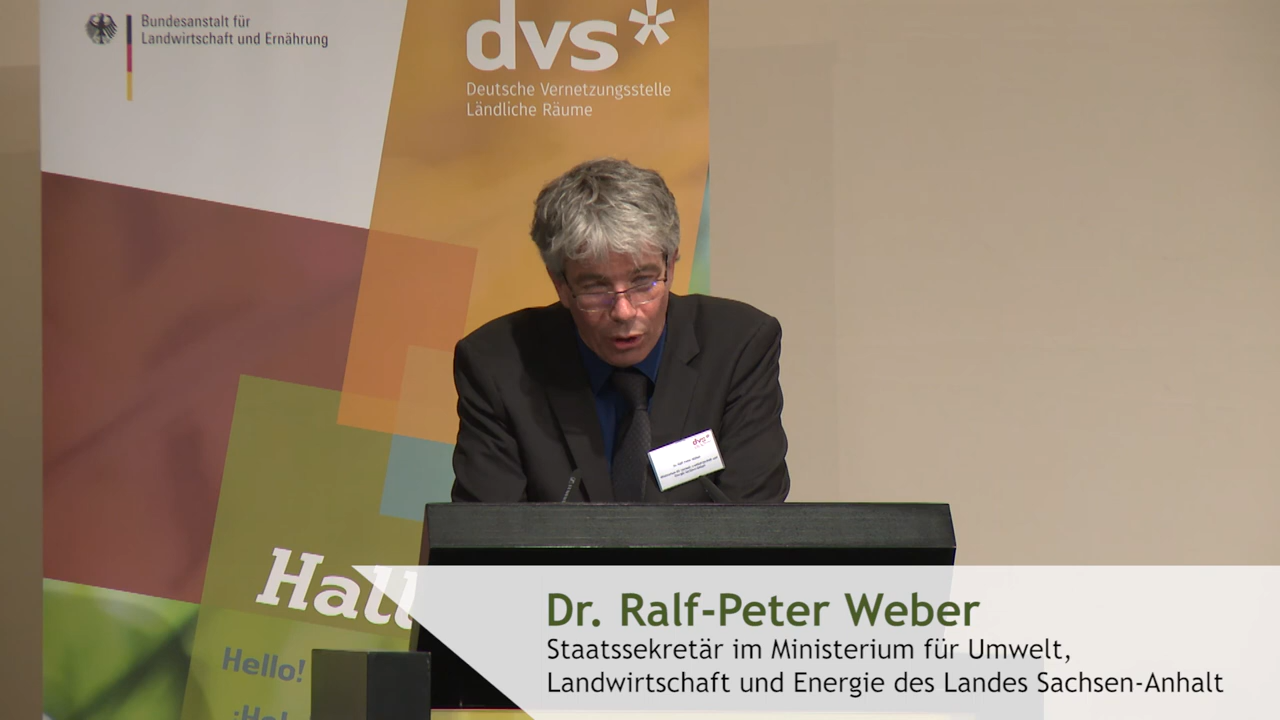 Bundesanstalt für
Landwirtschaft und Ernährung
dvs*
Deutsche Vernetzungsstelle
Ländliche Räume
dvs*
Hall
Hello!
Dr. Ralf-Peter Weber
Staatssekretär im Ministerium für Umwelt,
Landwirtschaft und Energie des Landes Sachsen-Anhalt